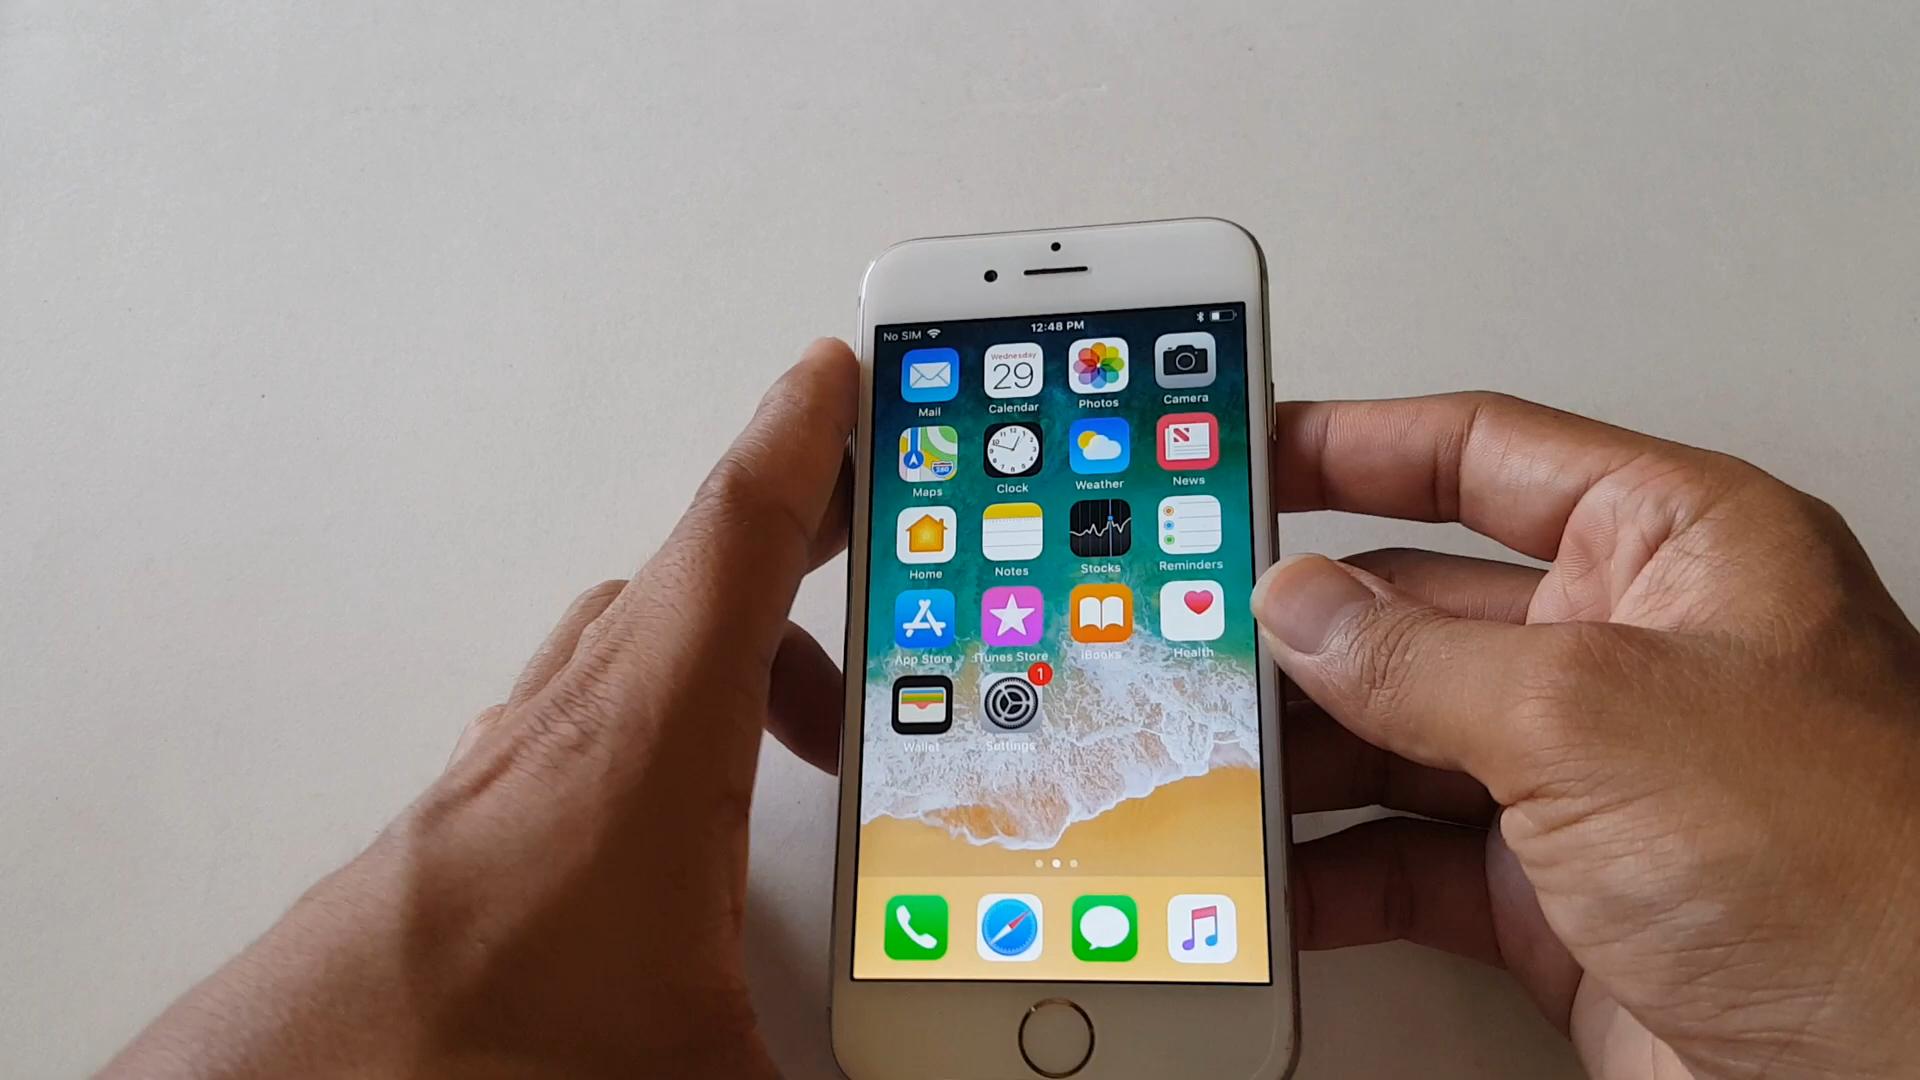 No SIM 12:48 PM
Mail Wednesday 29 Calendar Photos Camera
Maps Clock Weather News
Home Notes Stocks Reminders
App Store iTunes Store iBooks Health
1
Wallet Settings